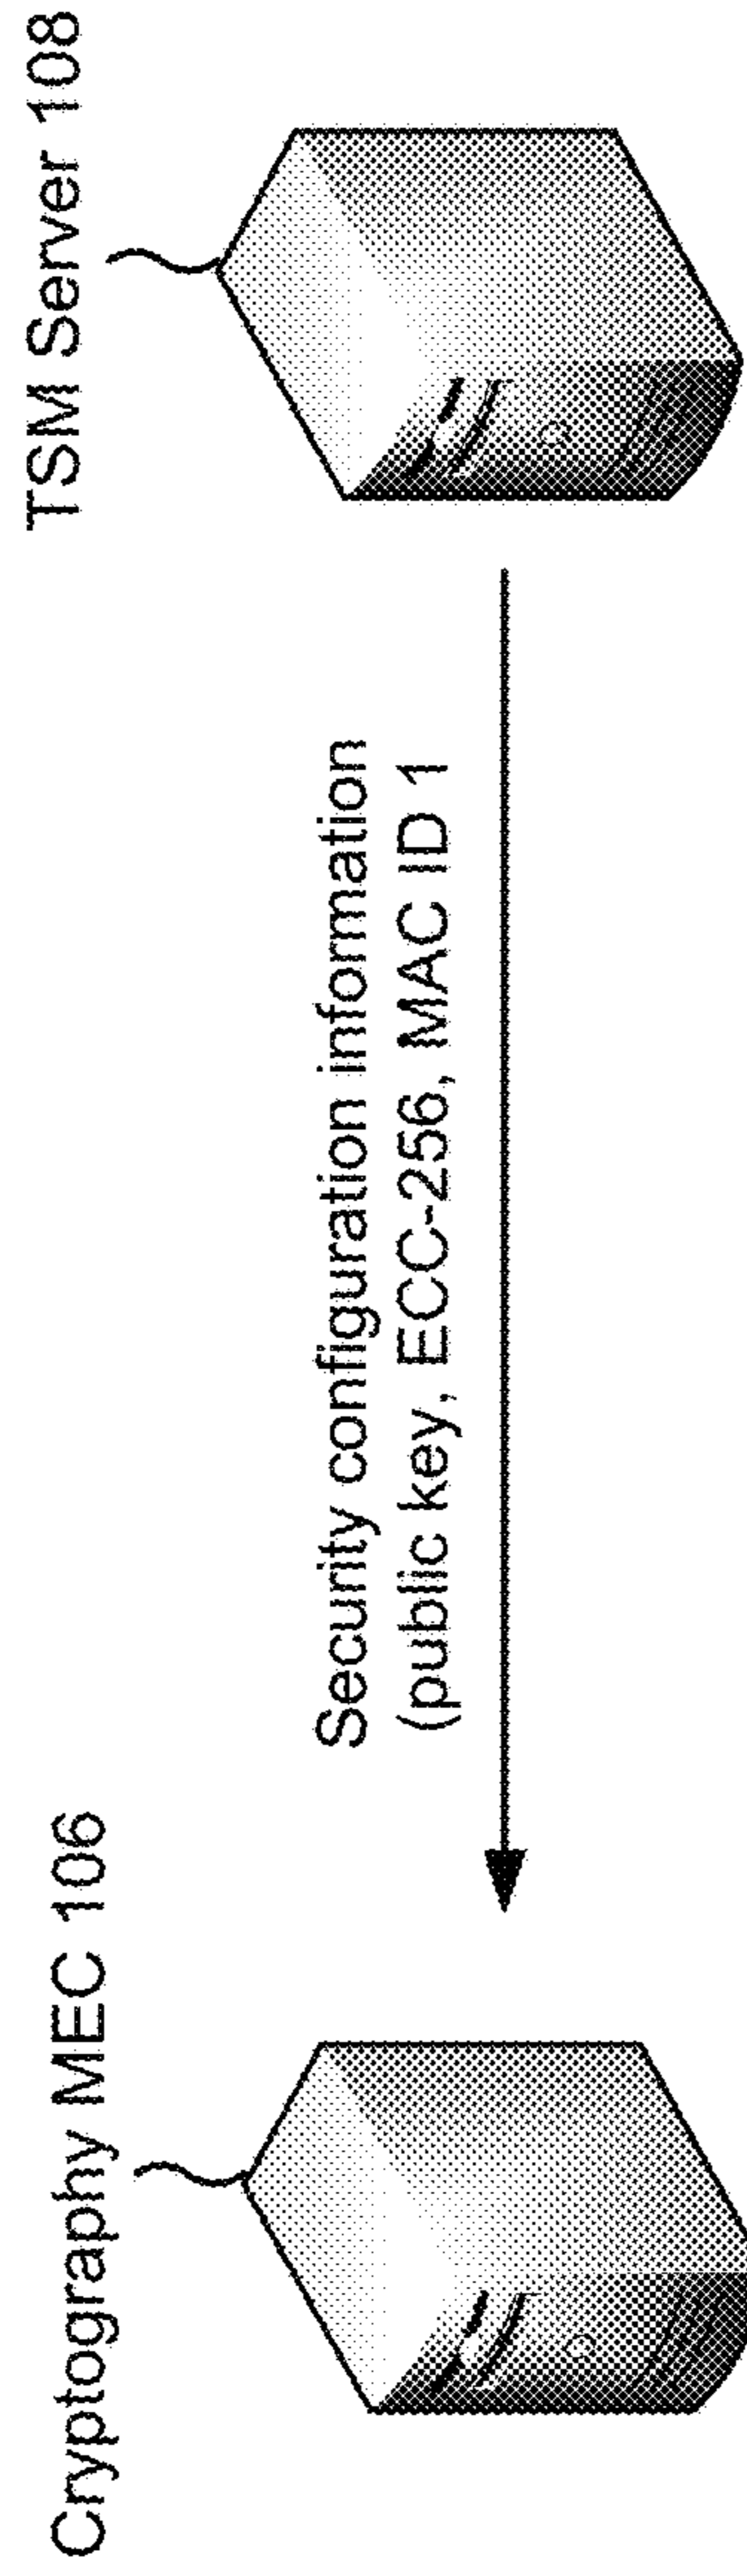 Cryptography MEC 106
TSM Server 108
Security configuration information
(public key, ECC-256, MAC ID 1